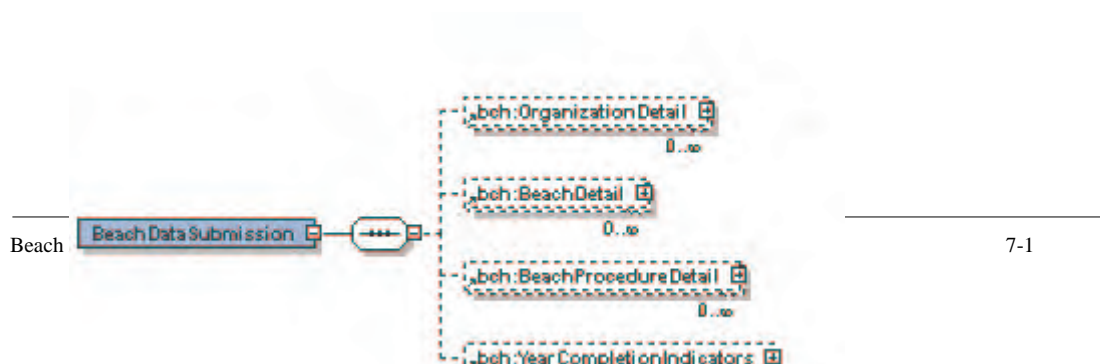 bch:OrganizationDetail
0..∞
bch:BeachDetail
0..∞
BeachDataSubmission
Beach
7-1
bch:BeachProcedureDetail
0..∞
bch:YearCompletionIndicators